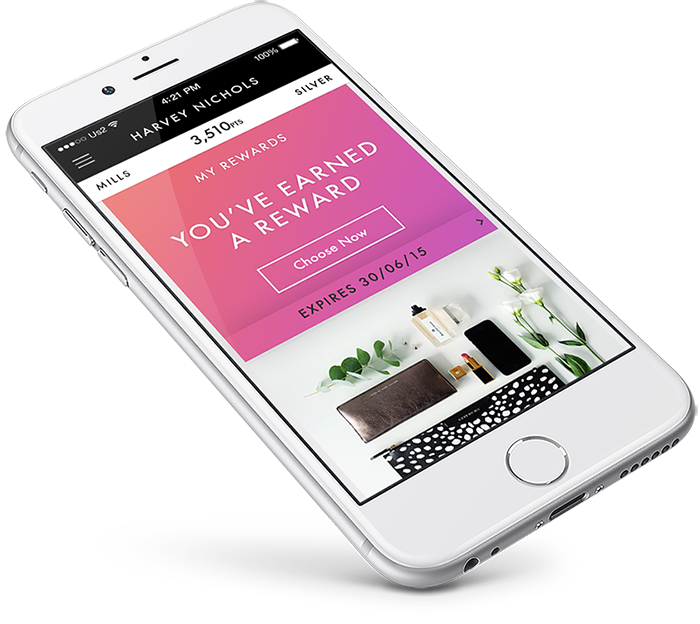 US2 4:21 PM 100%
HARVEY NICHOLS
MILLS 3,510PTS SILVER
MY REWARDS
YOU'VE EARNED
A REWARD
Choose Now
EXPIRES 30/06/15